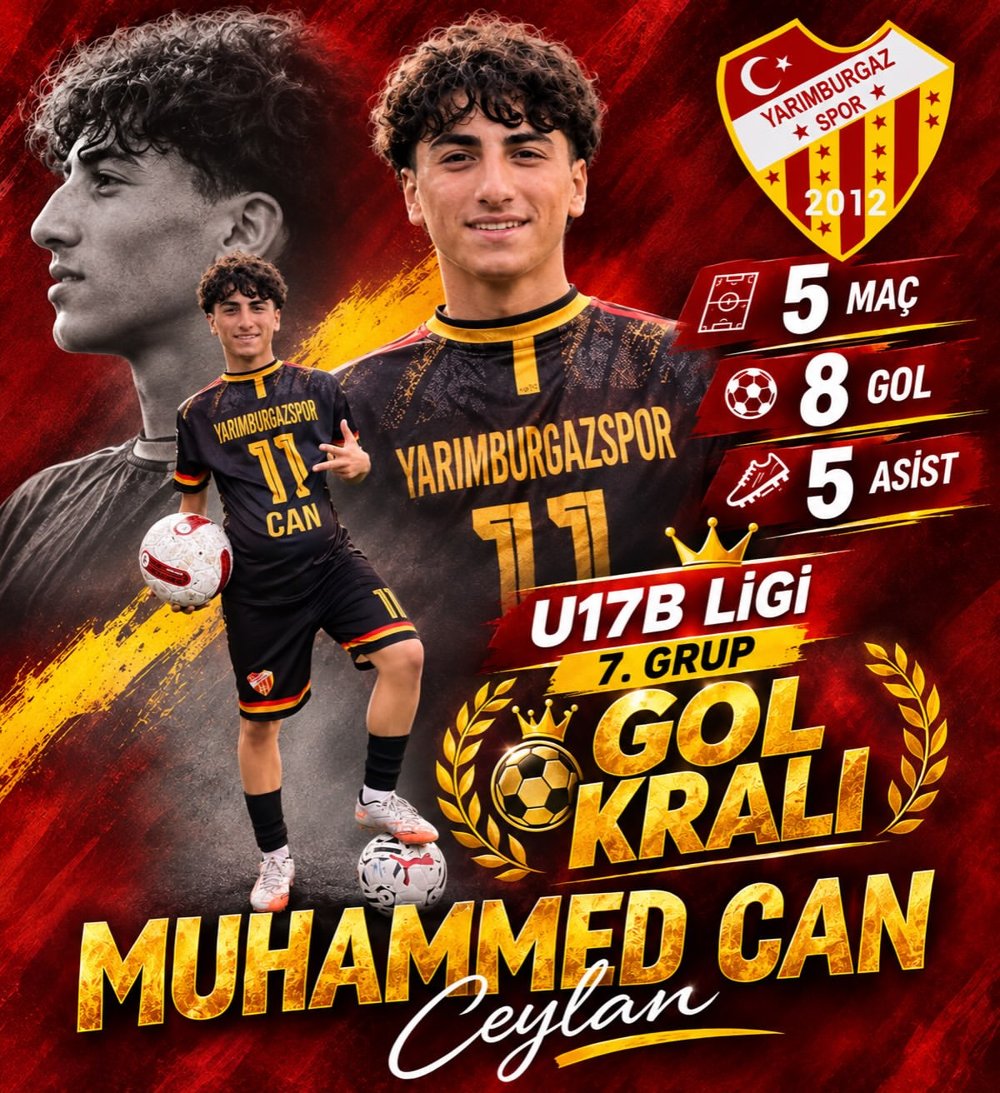 YARIMBURGAZ
SPOR
2012
5 MAÇ
8 GOL
5 ASİST
YARIMBURGAZSPOR
11
CAN
11
YARIMBURGAZSPOR
11
U17B LİGİ
7. GRUP
GOL
KRALI
MUHAMMED CAN
Ceylan